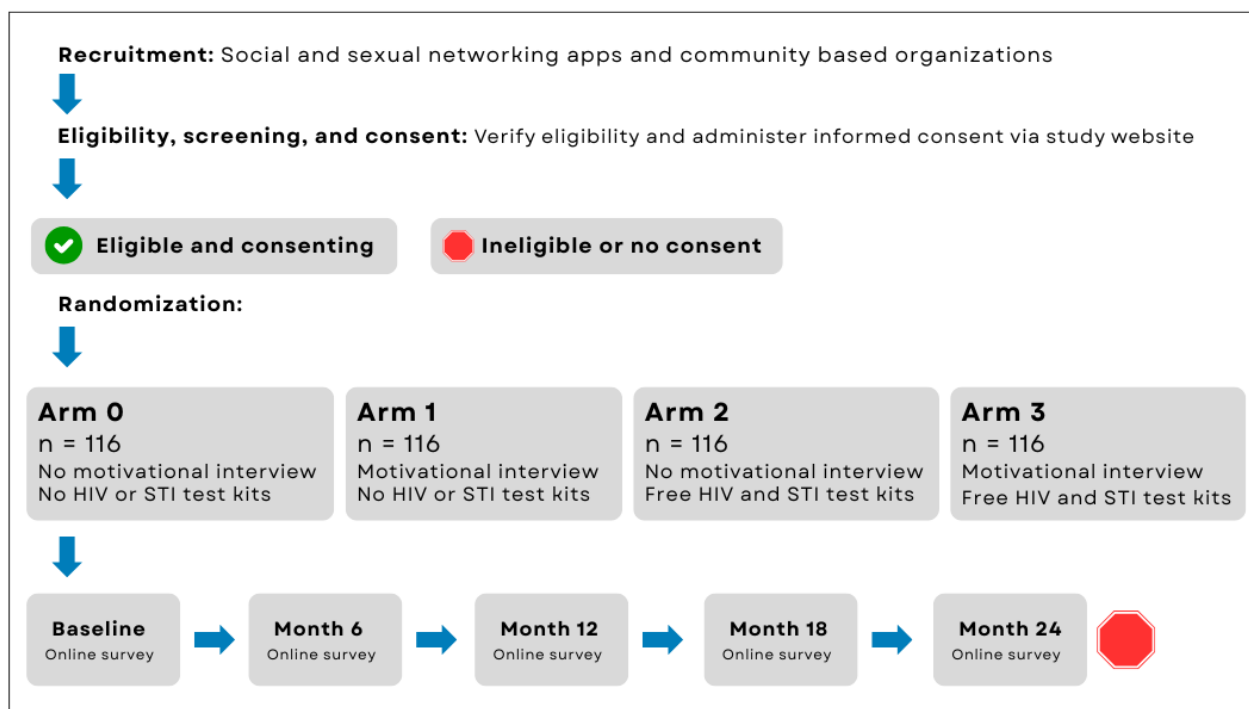 Recruitment: Social and sexual networking apps and community based organizations
Eligibility, screening, and consent: Verify eligibility and administer informed consent via study website
Eligible and consenting
Ineligible or no consent
Randomization:
Arm 0
n = 116
No motivational interview
No HIV or STI test kits
Arm 1
n = 116
Motivational interview
No HIV or STI test kits
Arm 2
n = 116
No motivational interview
Free HIV and STI test kits
Arm 3
n = 116
Motivational interview
Free HIV and STI test kits
Baseline
Online survey
Month 6
Online survey
Month 12
Online survey
Month 18
Online survey
Month 24
Online survey